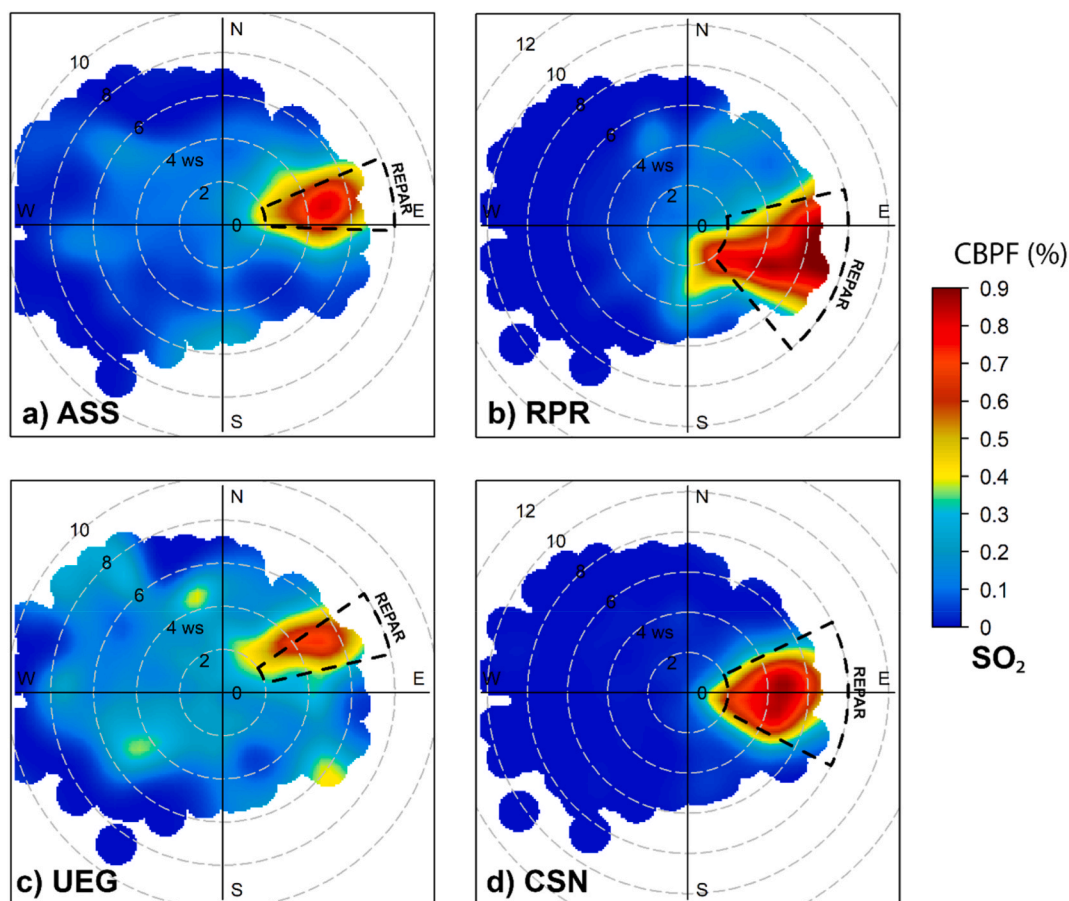 N
10
8
6
4 ws
2
0
W
E
REPAR
S
a) ASS
N
12
10
8
6
4 ws
2
0
W
E
REPAR
S
b) RPR
N
10
8
6
4 ws
2
0
W
E
REPAR
S
c) UEG
N
12
10
8
6
4 ws
2
0
W
E
REPAR
S
d) CSN
CBPF (%)
0.9
0.8
0.7
0.6
0.5
0.4
0.3
0.2
0.1
0
SO₂